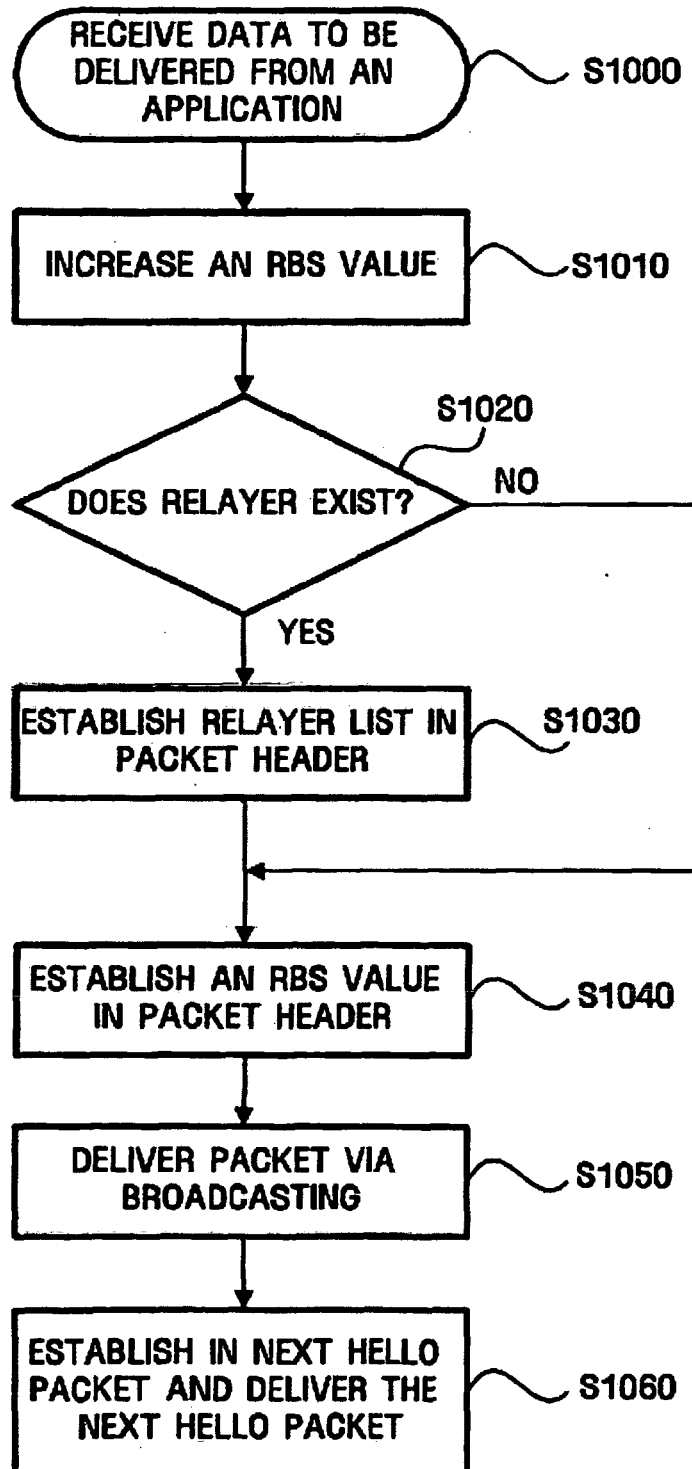 RECEIVE DATA TO BE
DELIVERED FROM AN
APPLICATION
S1000
INCREASE AN RBS VALUE
S1010
S1020
DOES RELAYER EXIST?
NO
YES
ESTABLISH RELAYER LIST IN
PACKET HEADER
S1030
ESTABLISH AN RBS VALUE
IN PACKET HEADER
S1040
DELIVER PACKET VIA
BROADCASTING
S1050
ESTABLISH IN NEXT HELLO
PACKET AND DELIVER THE
NEXT HELLO PACKET
S1060